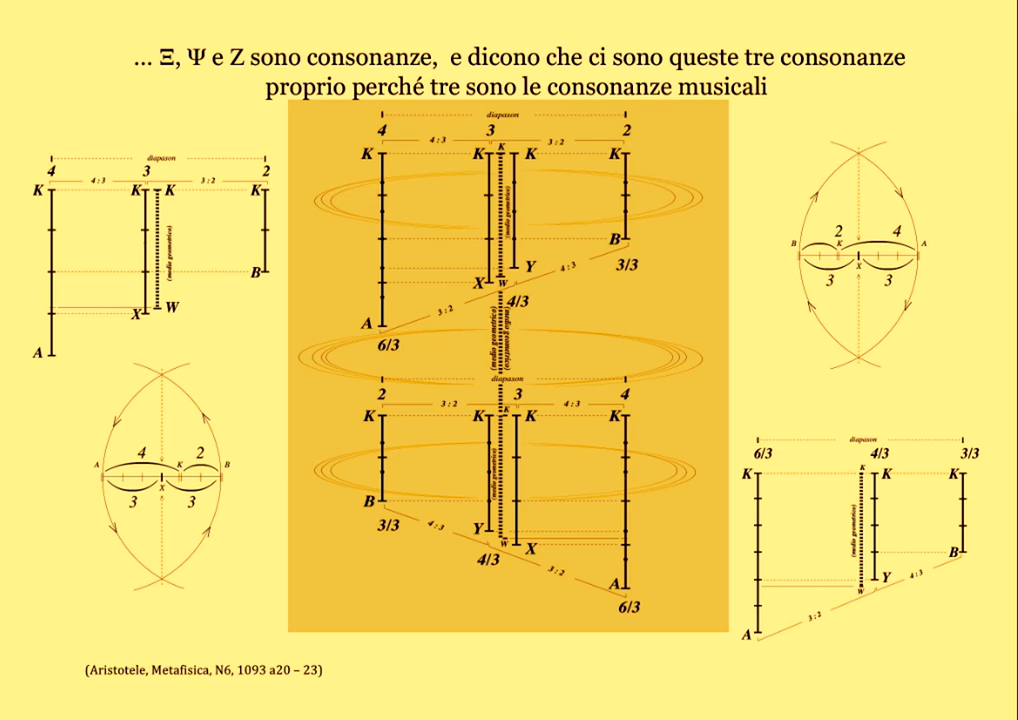 ... Ξ, Ψ e Z sono consonanze, e dicono che ci sono queste tre consonanze
proprio perché tre sono le consonanze musicali
diapason
4 3 2
4 : 3 3 : 2
K K K K
(medio geometrico)
B
X W
A
diapason
4 3 2
4 : 3 3 : 2
K K K K K
(medio geometrico)
B
3/3
Y 4:3
X W
3:2 4/3
A
6/3
(medio geometrico) (medio geometrico)
diapason
2 3 4
3 : 2 4 : 3
K K K K K
(medio geometrico)
B
3/3 4:3 Y
W X
4/3 3:2
A
6/3
2 4
B K A
X
3 3
4 2
A K B
X
3 3
diapason
6/3 4/3 3/3
K K K K
(medio geometrico)
B
Y 4:3
W
3:2
A
(Aristotele, Metafisica, N6, 1093 a20 – 23)